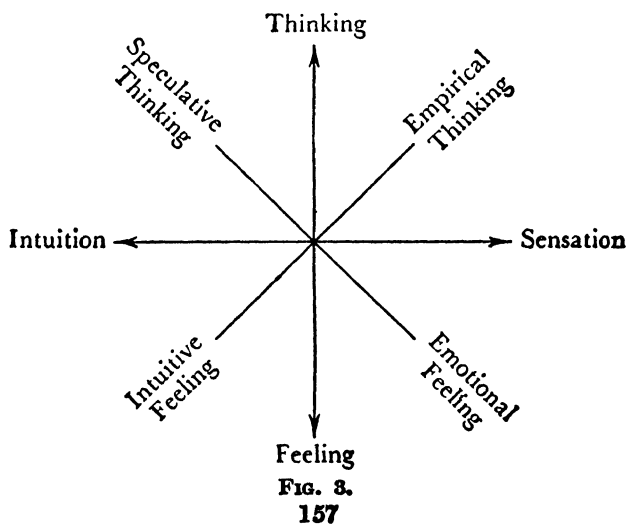 Thinking
Speculative
Thinking
Empirical
Thinking
Intuition
Sensation
Intuitive
Feeling
Emotional
Feeling
Feeling
FIG. 3.
157